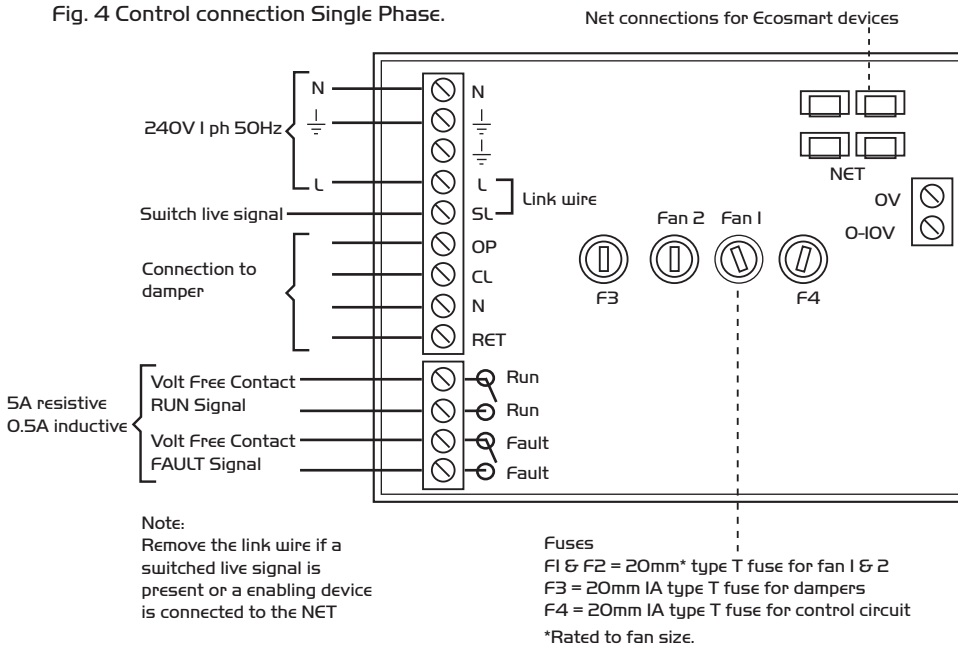 Fig. 4 Control connection Single Phase.
Net connections for Ecosmart devices
N
N
240V 1 ph 50Hz
L
L
Link wire
Switch live signal
SL
OP
Connection to
damper
CL
N
RET
NET
0V
0-10V
Fan 2
Fan 1
F3
F4
5A resistive
0.5A inductive
Volt Free Contact
RUN Signal
Volt Free Contact
FAULT Signal
Run
Run
Fault
Fault
Note:
Remove the link wire if a
switched live signal is
present or a enabling device
is connected to the NET
Fuses
F1 & F2 = 20mm* type T fuse for fan 1 & 2
F3 = 20mm 1A type T fuse for dampers
F4 = 20mm 1A type T fuse for control circuit
*Rated to fan size.